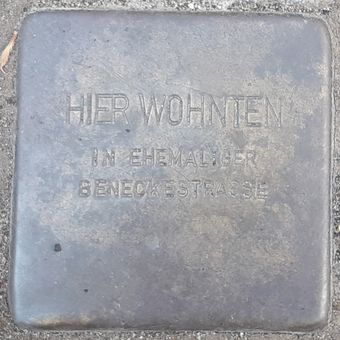 HIER WOHNTEN
IN EHEMALIGER
BENECKESTRASSE